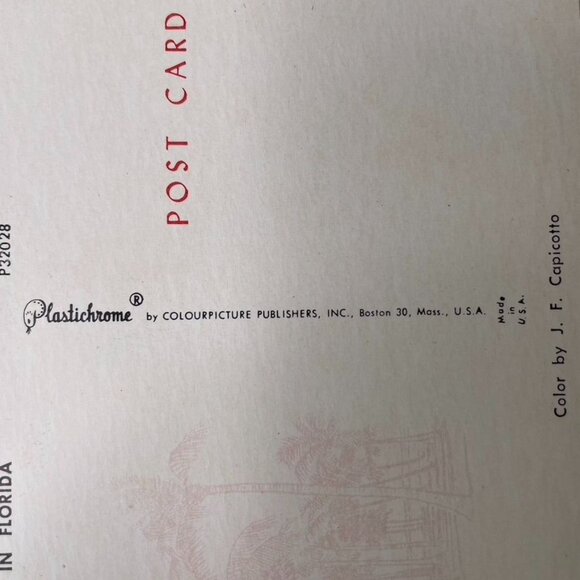 POST CARD
P32028
Plastichrome® by COLOURPICTURE PUBLISHERS, INC., Boston 30, Mass., U.S.A.
Made
in
U.S.A.
Color by J. F. Capicotto
IN FLORIDA